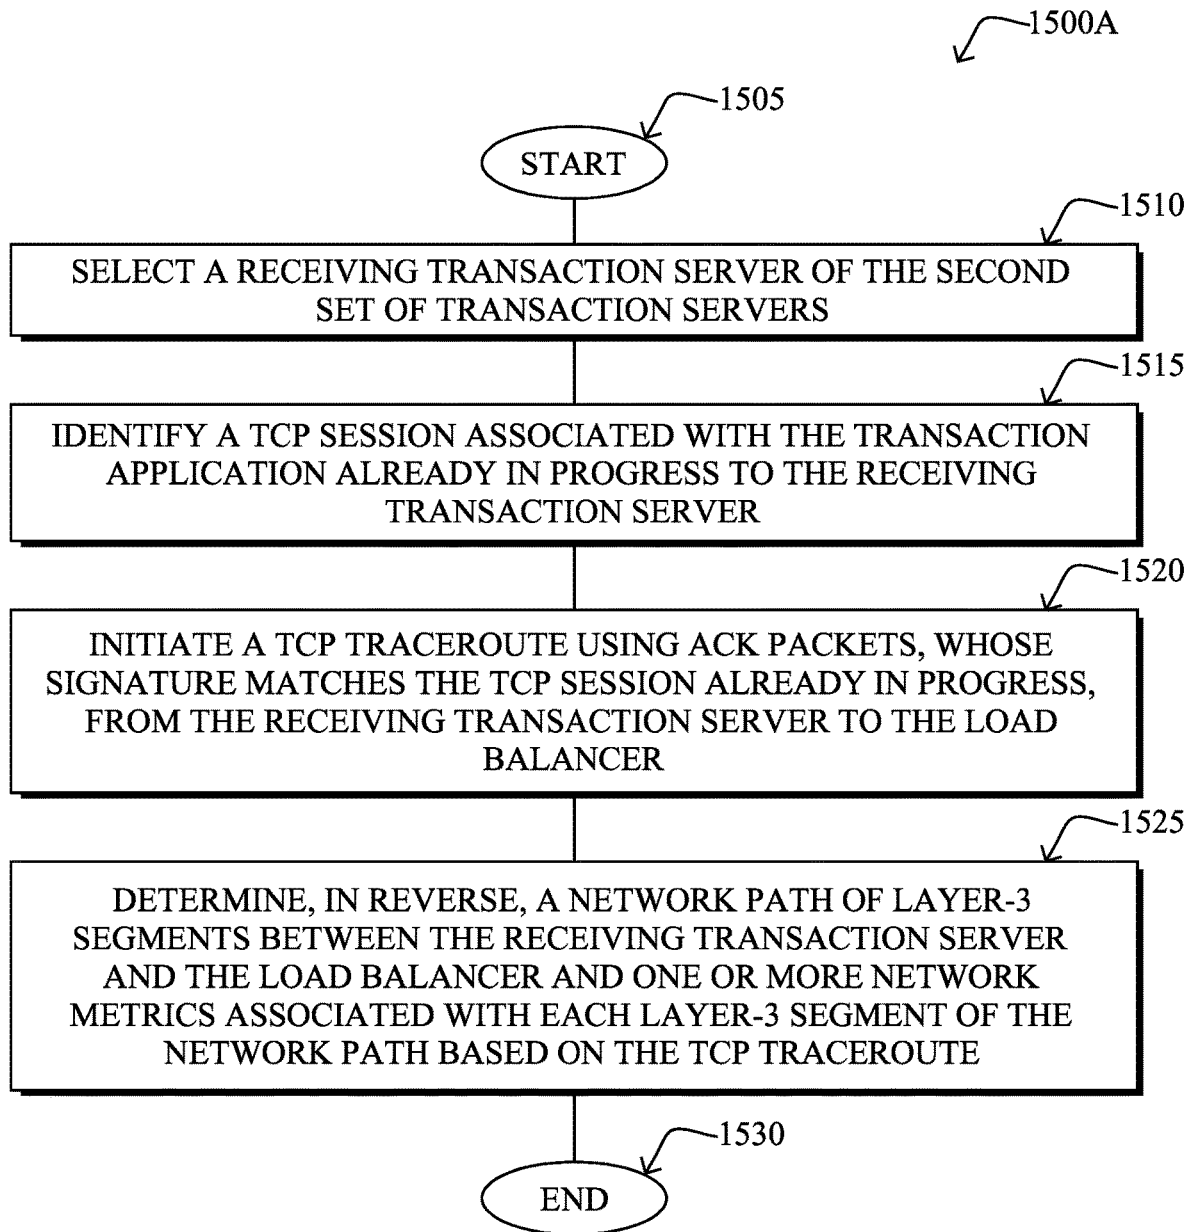 1500A
1505
START
1510
SELECT A RECEIVING TRANSACTION SERVER OF THE SECOND
SET OF TRANSACTION SERVERS
1515
IDENTIFY A TCP SESSION ASSOCIATED WITH THE TRANSACTION
APPLICATION ALREADY IN PROGRESS TO THE RECEIVING
TRANSACTION SERVER
1520
INITIATE A TCP TRACEROUTE USING ACK PACKETS, WHOSE
SIGNATURE MATCHES THE TCP SESSION ALREADY IN PROGRESS,
FROM THE RECEIVING TRANSACTION SERVER TO THE LOAD
BALANCER
1525
DETERMINE, IN REVERSE, A NETWORK PATH OF LAYER-3
SEGMENTS BETWEEN THE RECEIVING TRANSACTION SERVER
AND THE LOAD BALANCER AND ONE OR MORE NETWORK
METRICS ASSOCIATED WITH EACH LAYER-3 SEGMENT OF THE
NETWORK PATH BASED ON THE TCP TRACEROUTE
1530
END